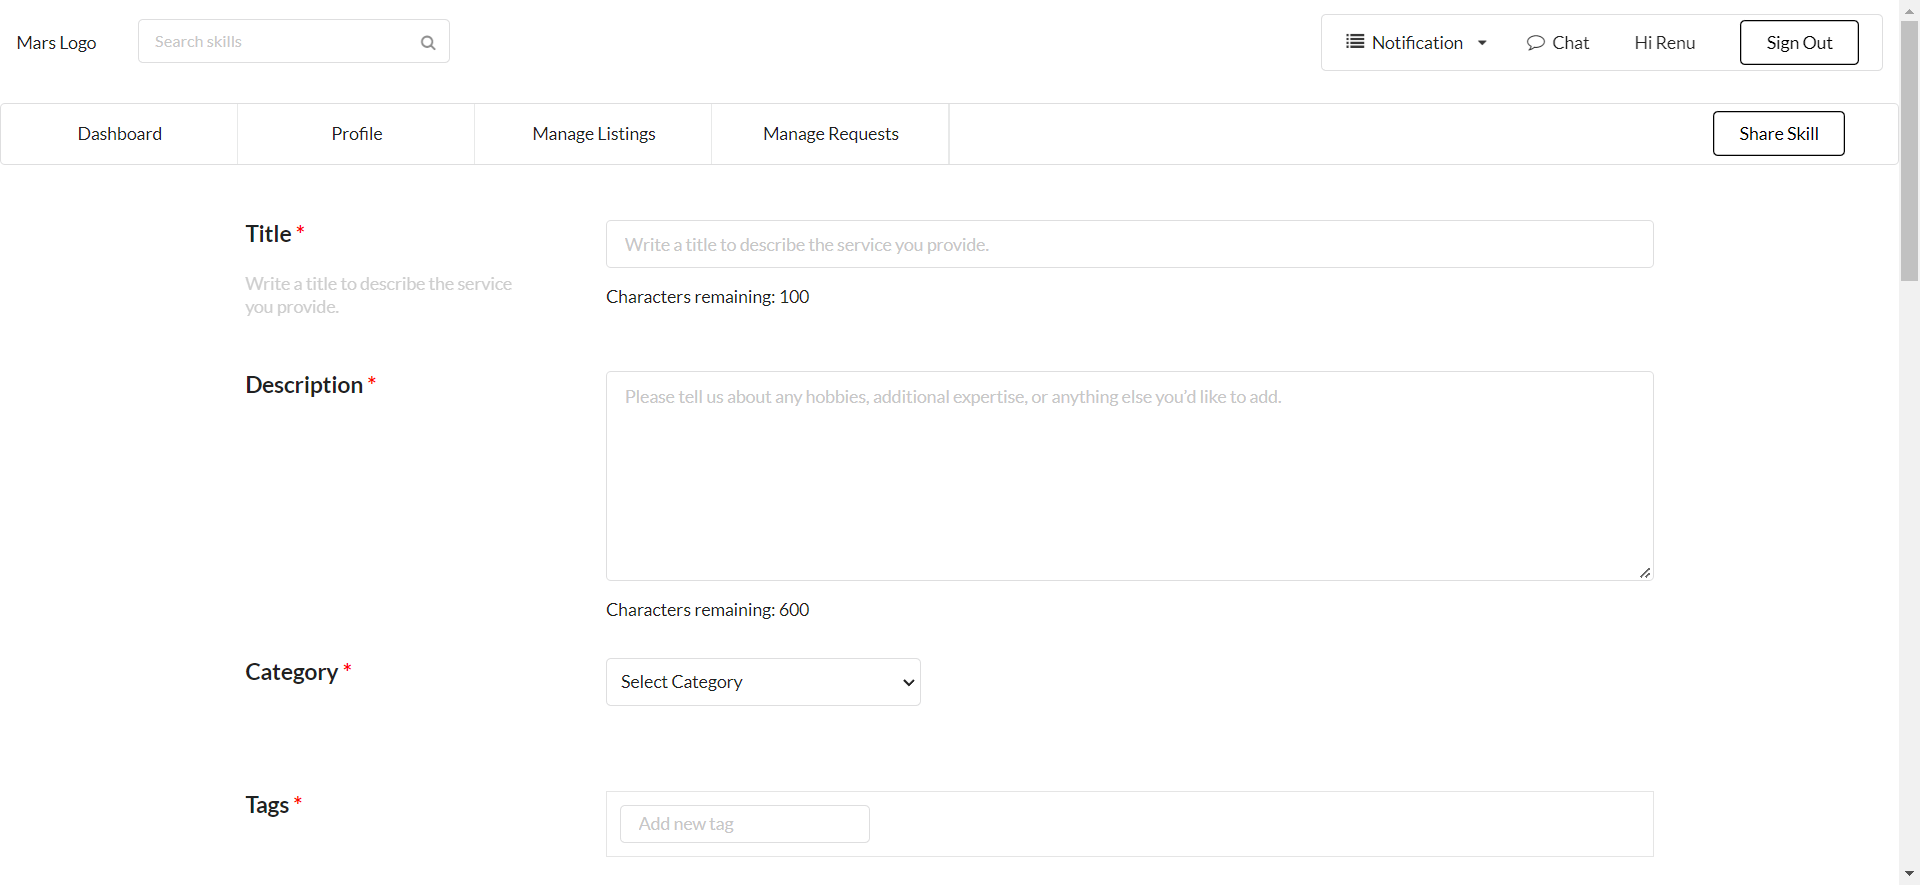 Mars Logo
Search skills
Notification
Chat
Hi Renu
Sign Out
Dashboard
Profile
Manage Listings
Manage Requests
Share Skill
Title *
Write a title to describe the service
you provide.
Write a title to describe the service you provide.
Characters remaining: 100
Description *
Please tell us about any hobbies, additional expertise, or anything else you'd like to add.
Characters remaining: 600
Category *
Select Category
Tags *
Add new tag